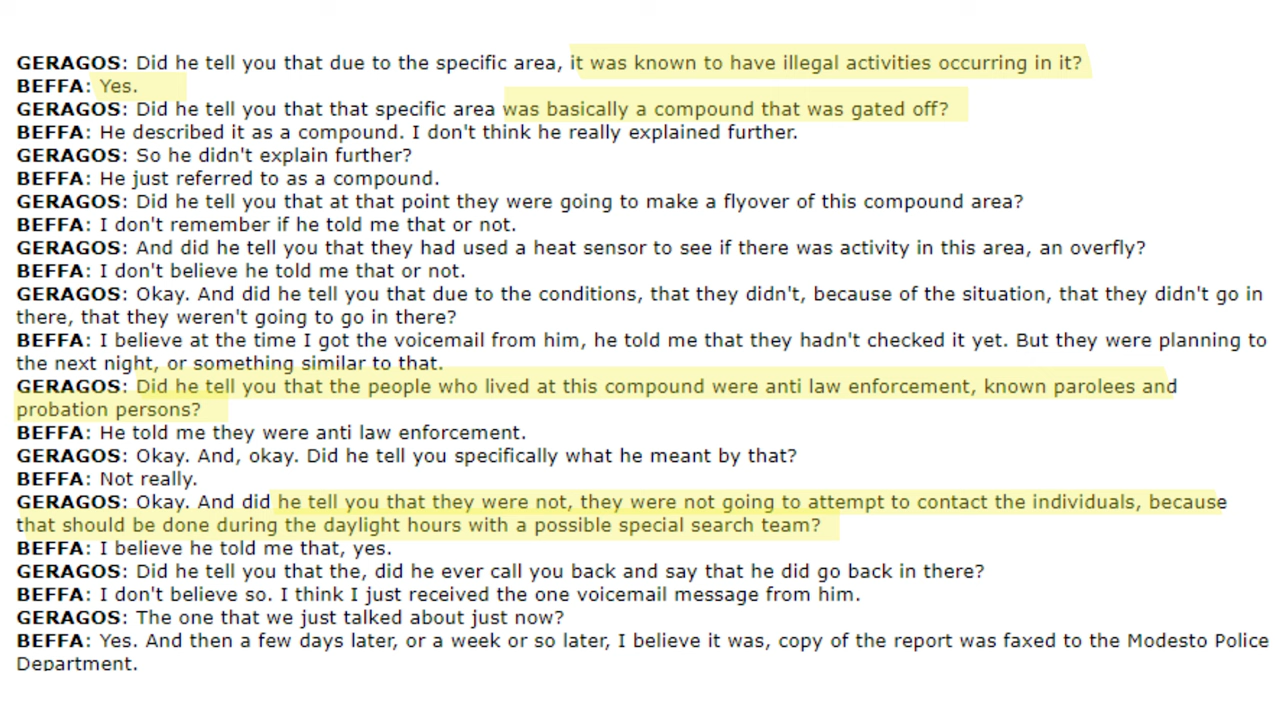 GERAGOS: Did he tell you that due to the specific area, it was known to have illegal activities occurring in it?
BEFFA: Yes.
GERAGOS: Did he tell you that that specific area was basically a compound that was gated off?
BEFFA: He described it as a compound. I don't think he really explained further.
GERAGOS: So he didn't explain further?
BEFFA: He just referred to as a compound.
GERAGOS: Did he tell you that at that point they were going to make a flyover of this compound area?
BEFFA: I don't remember if he told me that or not.
GERAGOS: And did he tell you that they had used a heat sensor to see if there was activity in this area, an overfly?
BEFFA: I don't believe he told me that or not.
GERAGOS: Okay. And did he tell you that due to the conditions, that they didn't, because of the situation, that they didn't go in
there, that they weren't going to go in there?
BEFFA: I believe at the time I got the voicemail from him, he told me that they hadn't checked it yet. But they were planning to
the next night, or something similar to that.
GERAGOS: Did he tell you that the people who lived at this compound were anti law enforcement, known parolees and
probation persons?
BEFFA: He told me they were anti law enforcement.
GERAGOS: Okay. And, okay. Did he tell you specifically what he meant by that?
BEFFA: Not really.
GERAGOS: Okay. And did he tell you that they were not, they were not going to attempt to contact the individuals, because
that should be done during the daylight hours with a possible special search team?
BEFFA: I believe he told me that, yes.
GERAGOS: Did he tell you that the, did he ever call you back and say that he did go back in there?
BEFFA: I don't believe so. I think I just received the one voicemail message from him.
GERAGOS: The one that we just talked about just now?
BEFFA: Yes. And then a few days later, or a week or so later, I believe it was, copy of the report was faxed to the Modesto Police
Department.